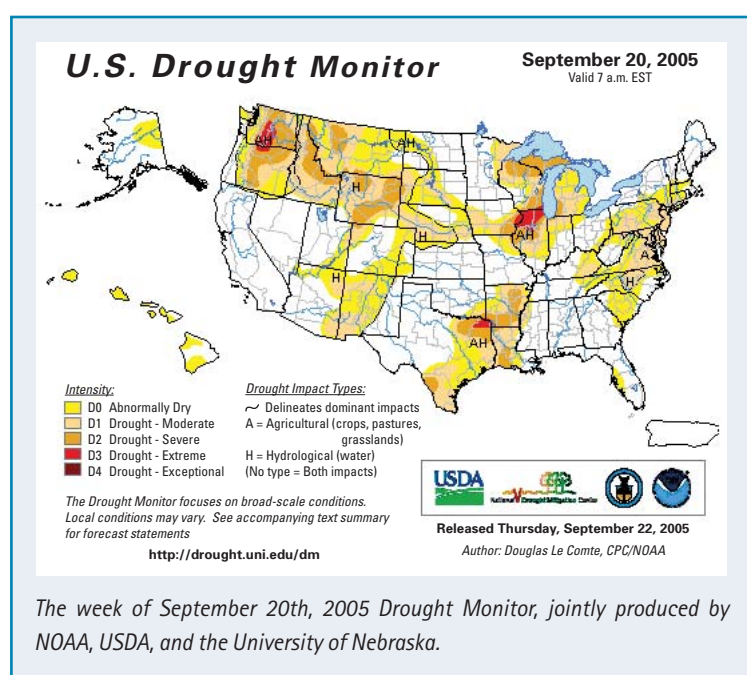 U.S. Drought Monitor
September 20, 2005
Valid 7 a.m. EST
AH
AH
H
H
AH
H
A
H
AH
Intensity:
D0 Abnormally Dry
D1 Drought - Moderate
D2 Drought - Severe
D3 Drought - Extreme
D4 Drought - Exceptional
Drought Impact Types:
Delineates dominant impacts
A = Agricultural (crops, pastures,
grasslands)
H = Hydrological (water)
(No type = Both impacts)
The Drought Monitor focuses on broad-scale conditions.
Local conditions may vary. See accompanying text summary
for forecast statements
http://drought.uni.edu/dm
USDA
National Drought Mitigation Center
Released Thursday, September 22, 2005
Author: Douglas Le Comte, CPC/NOAA
The week of September 20th, 2005 Drought Monitor, jointly produced by
NOAA, USDA, and the University of Nebraska.